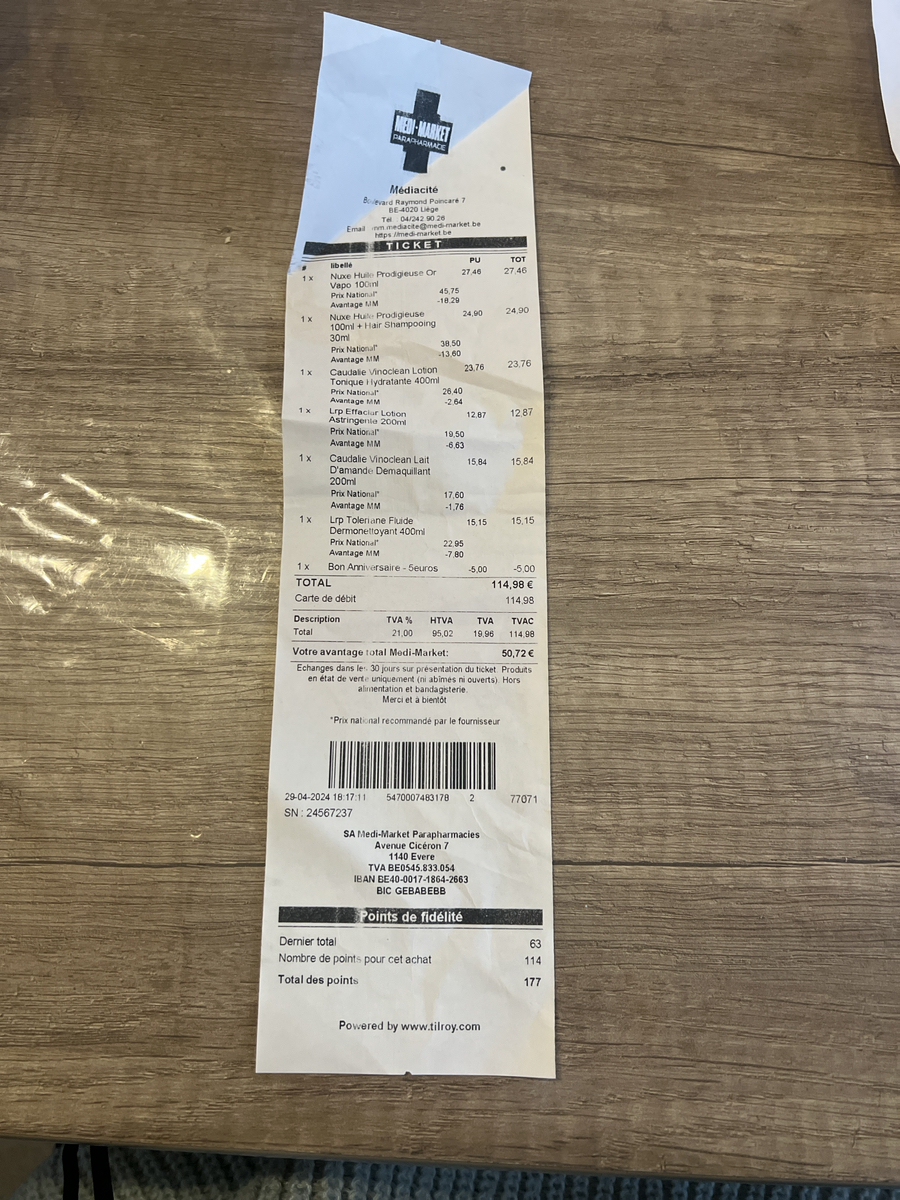 MEDI-MARKET
PARAPHARMACIE
Médiacité
Boulevard Raymond Poincaré 7
BE-4020 Liège
Tél 04/242.90.26
Email mm.mediacite@medi-market.be
https://medi-market.be
TICKET
# libellé PU TOT
1 x Nuxe Huile Prodigieuse Or 27,46 27,46
Vapo 100ml
Prix National* 45,75
Avantage MM -18,29
1 x Nuxe Huile Prodigieuse 24,90 24,90
100ml + Hair Shampooing
30ml
Prix National* 38,50
Avantage MM -13,60
1 x Caudalie Vinoclean Lotion 23,76 23,76
Tonique Hydratante 400ml
Prix National* 26,40
Avantage MM -2,64
1 x Lrp Effaclar Lotion 12,87 12,87
Astringente 200ml
Prix National* 19,50
Avantage MM -6,63
1 x Caudalie Vinoclean Lait 15,84 15,84
D'amande Demaquillant
200ml
Prix National* 17,60
Avantage MM -1,76
1 x Lrp Toleriane Fluide 15,15 15,15
Dermonettoyant 400ml
Prix National* 22,95
Avantage MM -7,80
1 x Bon Anniversaire - 5euros -5,00 -5,00
TOTAL 114,98 €
Carte de débit 114,98
Description TVA % HTVA TVA TVAC
Total 21,00 95,02 19,96 114,98
Votre avantage total Medi-Market: 50,72 €
Echanges dans les 30 jours sur présentation du ticket. Produits
en état de vente uniquement (ni abîmés ni ouverts). Hors
alimentation et bandagisterie.
Merci et à bientôt
*Prix national recommandé par le fournisseur
29-04-2024 16:17:11 5470007463178 2 77071
SN : 24567237
SA Medi-Market Parapharmacies
Avenue Cicéron 7
1140 Evere
TVA BE0545.833.054
IBAN BE40-0017-1864-2663
BIC GEBABEBB
Points de fidélité
Dernier total 63
Nombre de points pour cet achat 114
Total des points 177
Powered by www.tilroy.com